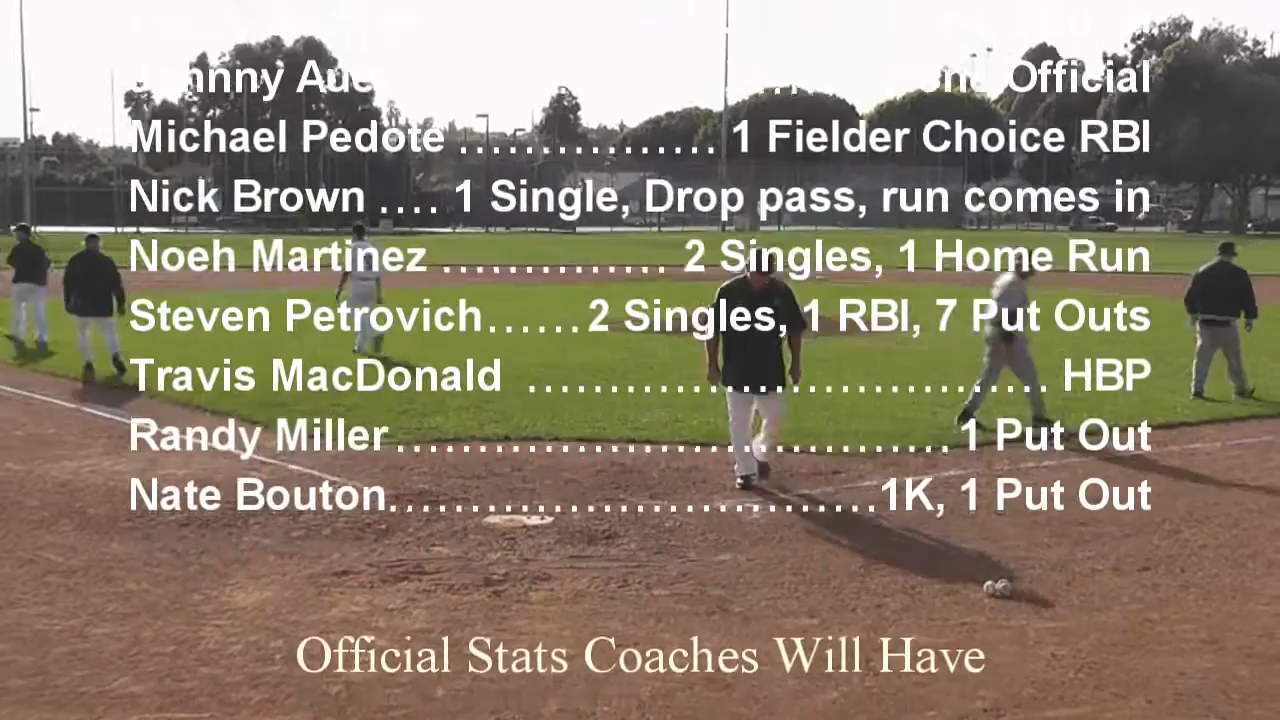 Official
Michael Pedote ................ 1 Fielder Choice RBI
Nick Brown .... 1 Single, Drop pass, run comes in
Noeh Martinez .............. 2 Singles, 1 Home Run
Steven Petrovich......2 Singles, 1 RBI, 7 Put Outs
Travis MacDonald ................................ HBP
Randy Miller..................................1 Put Out
Nate Bouton..............................1K, 1 Put Out
Official Stats Coaches Will Have